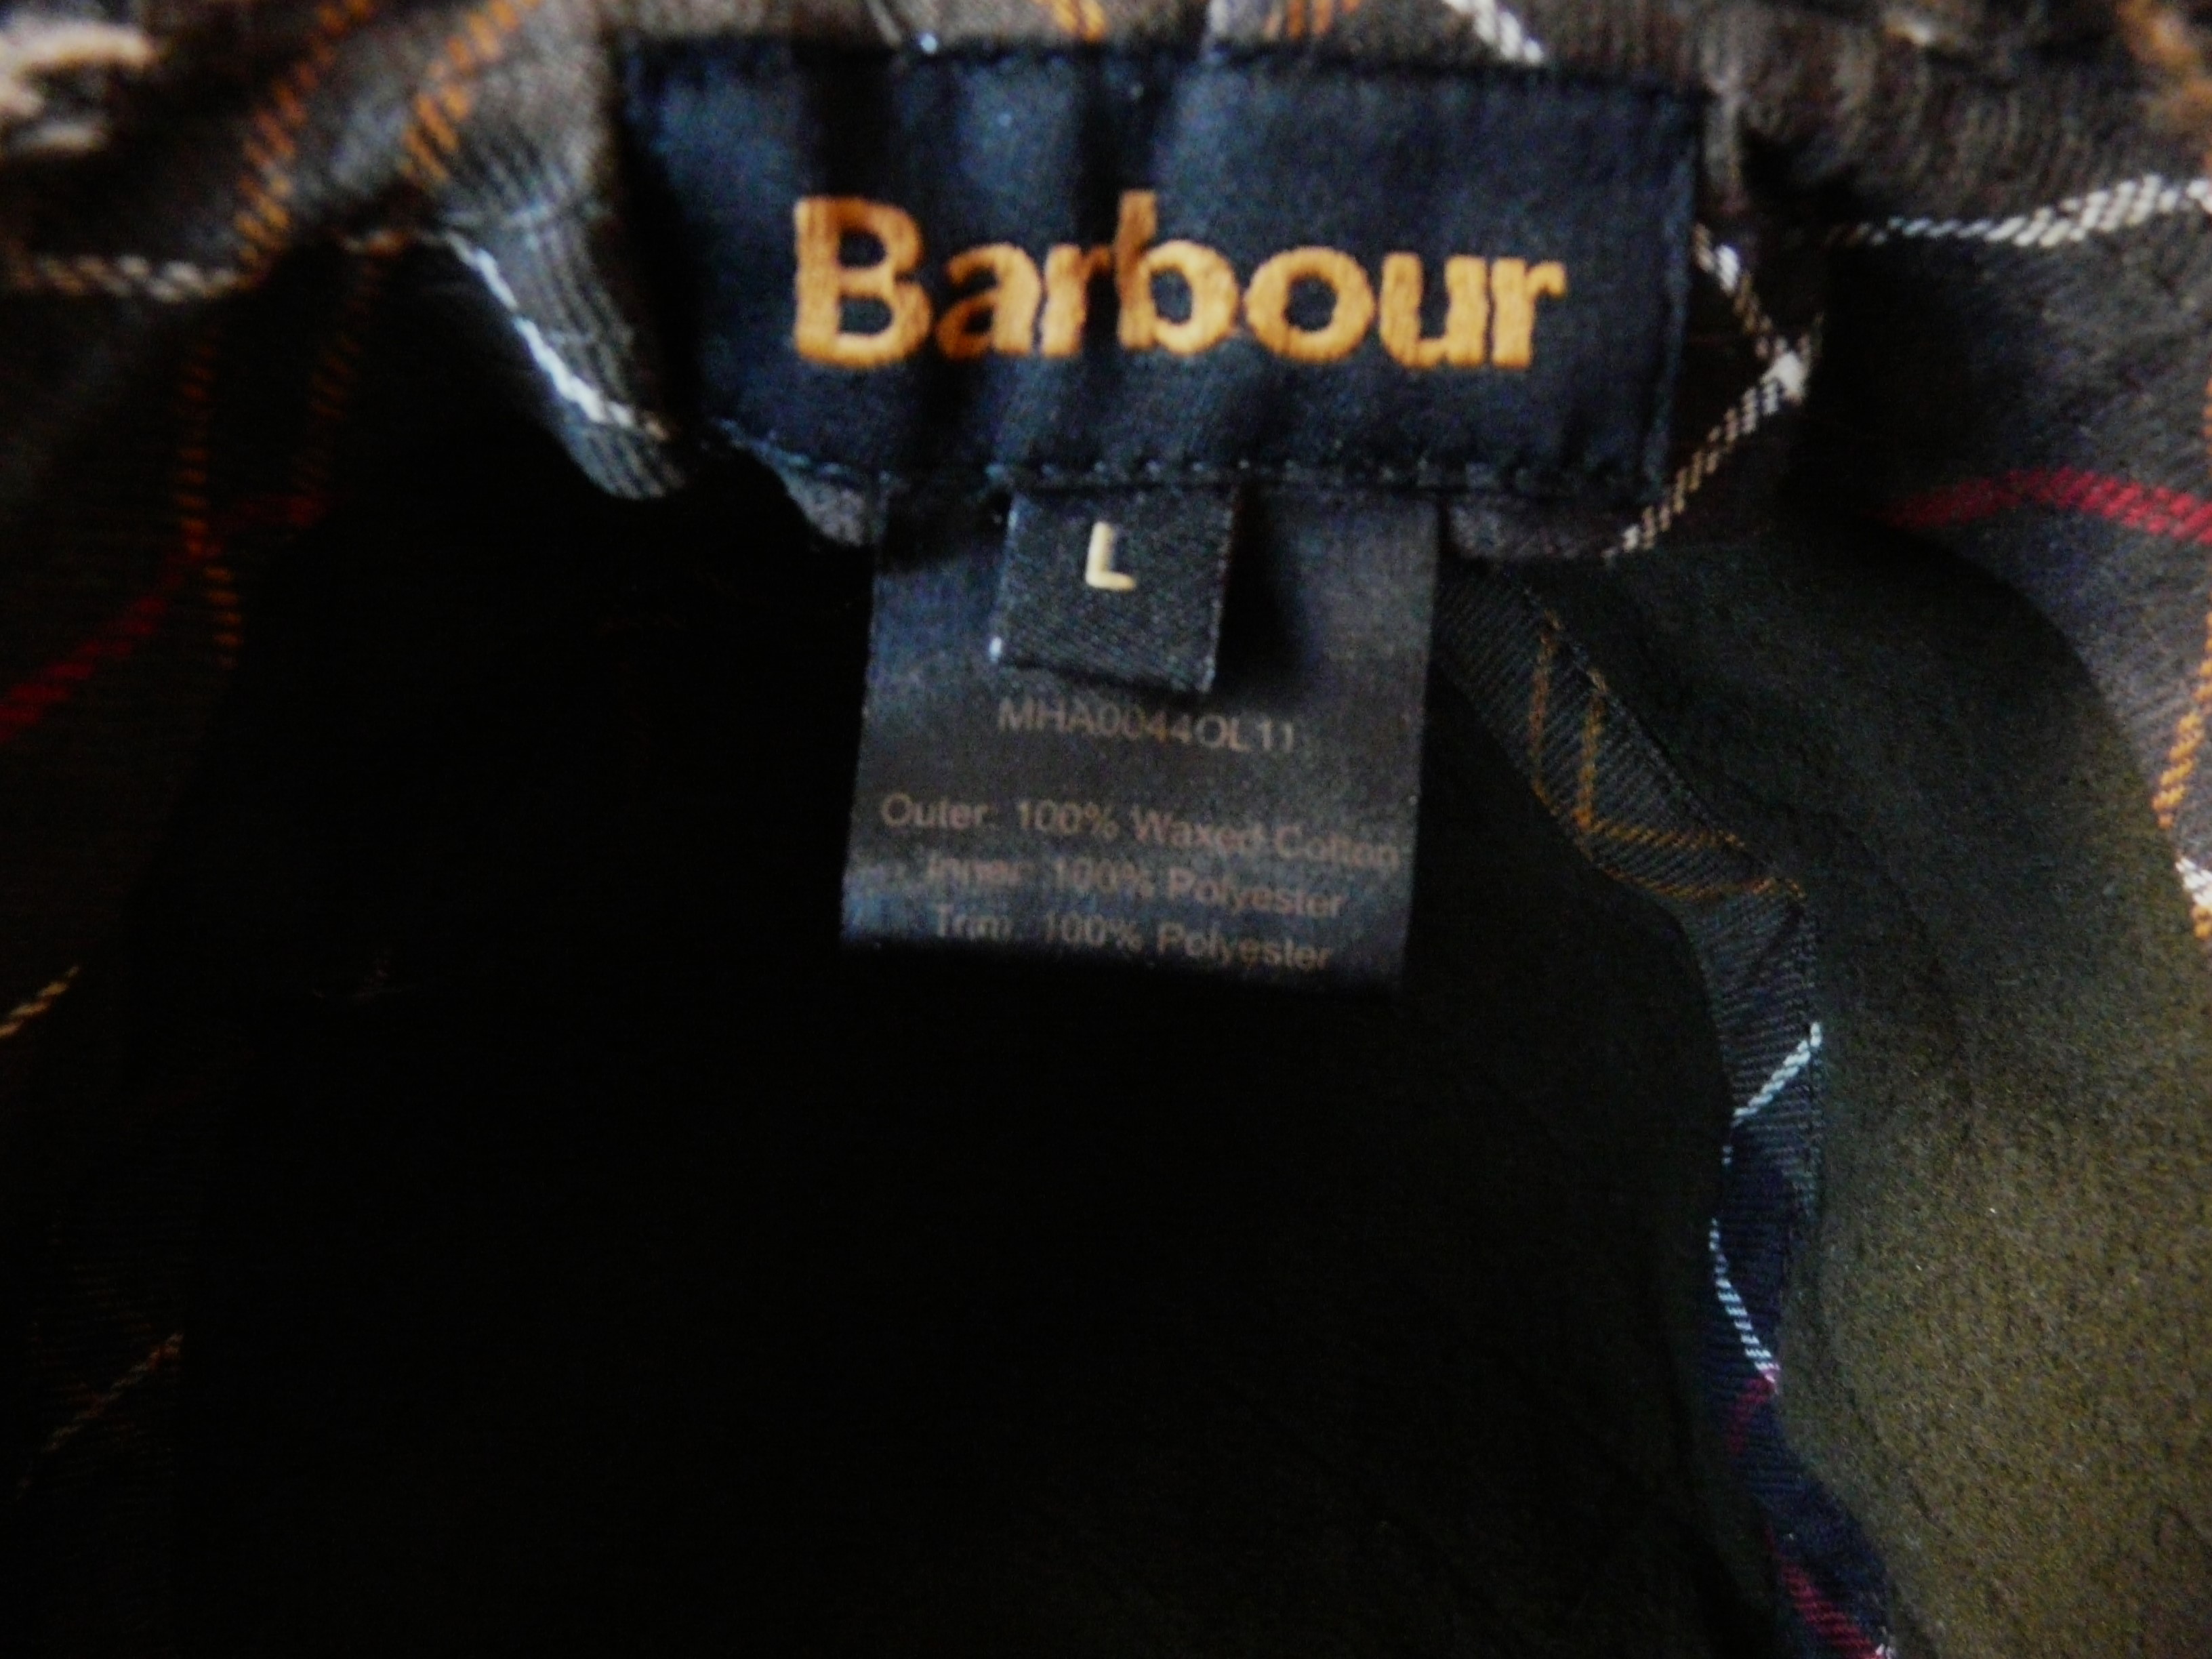 Barbour
L
MHA0044OL11
Outer: 100% Waxed Cotton
Inner: 100% Polyester
Trim: 100% Polyester